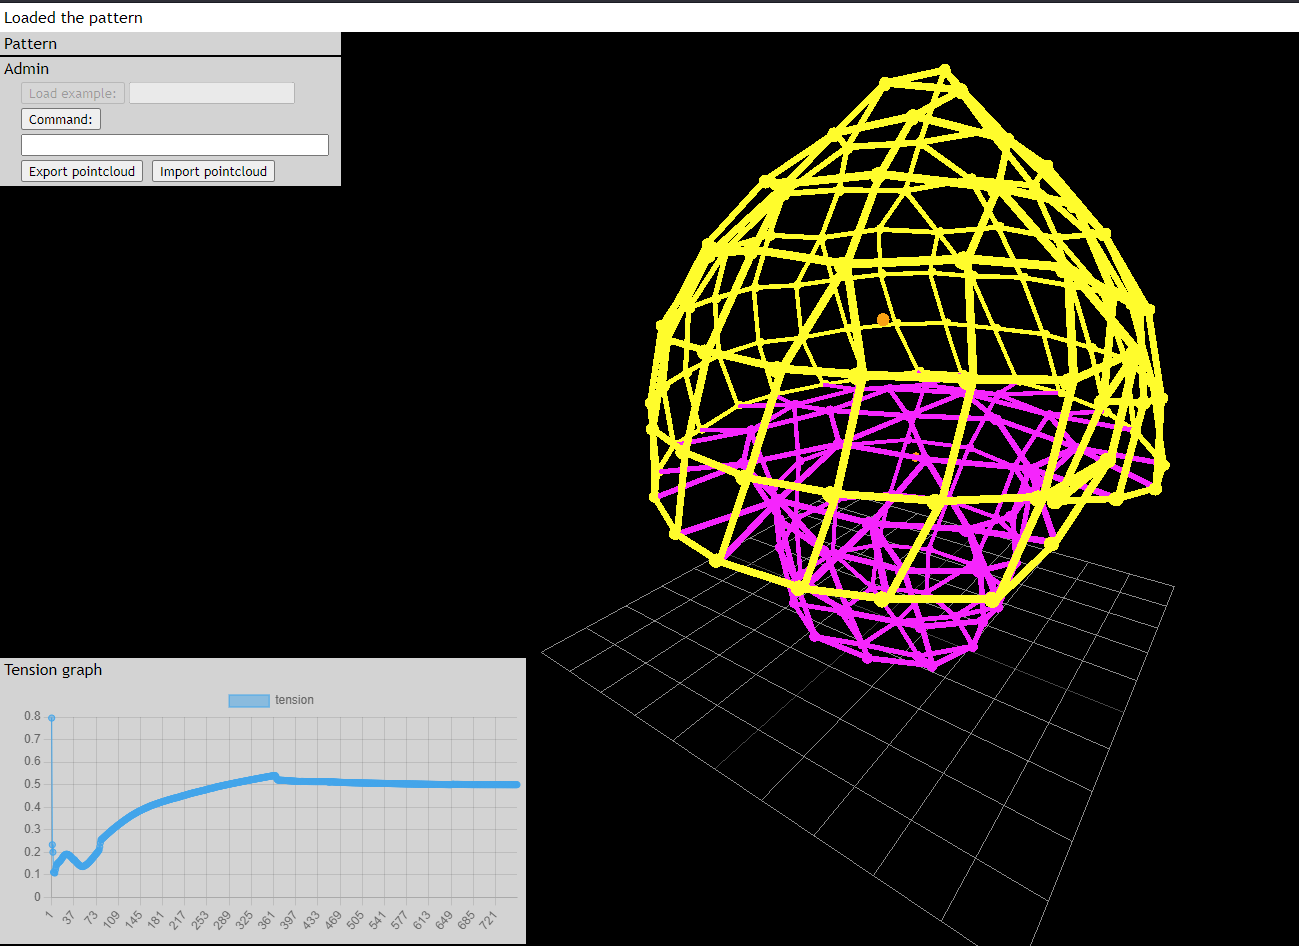 Loaded the pattern
Pattern
Admin
Load example:
Command:
Export pointcloud Import pointcloud
Tension graph
tension
0.8
0.7
0.6
0.5
0.4
0.3
0.2
0.1
0
1 37 73 109 145 181 217 253 289 325 361 397 433 469 505 541 577 613 649 685 721